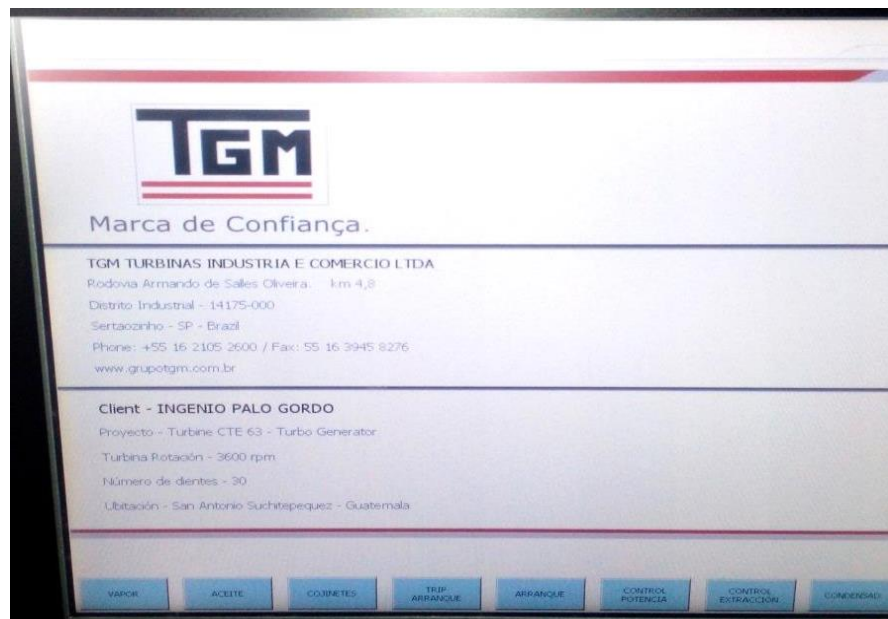 TGM
Marca de Confiança.
TGM TURBINAS INDUSTRIA E COMERCIO LTDA
Rodovia Armando de Salles Oliveira. km 4,8
Distrito Industrial - 14175-000
Sertaozinho - SP - Brazil
Phone: +55 16 2105 2600 / Fax: 55 16 3945 8276
www.grupotgm.com.br
Client - INGENIO PALO GORDO
Proyecto - Turbine CTE 63 - Turbo Generator
Turbina Rotación - 3600 rpm
Número de dientes - 30
Ubitación - San Antonio Suchitepequez - Guatemala
VAPOR
ACEITE
COJINETES
TRIP
ARRANQUE
ARRANQUE
CONTROL
POTENCIA
CONTROL
EXTRACCIÓN
CONDENSAD